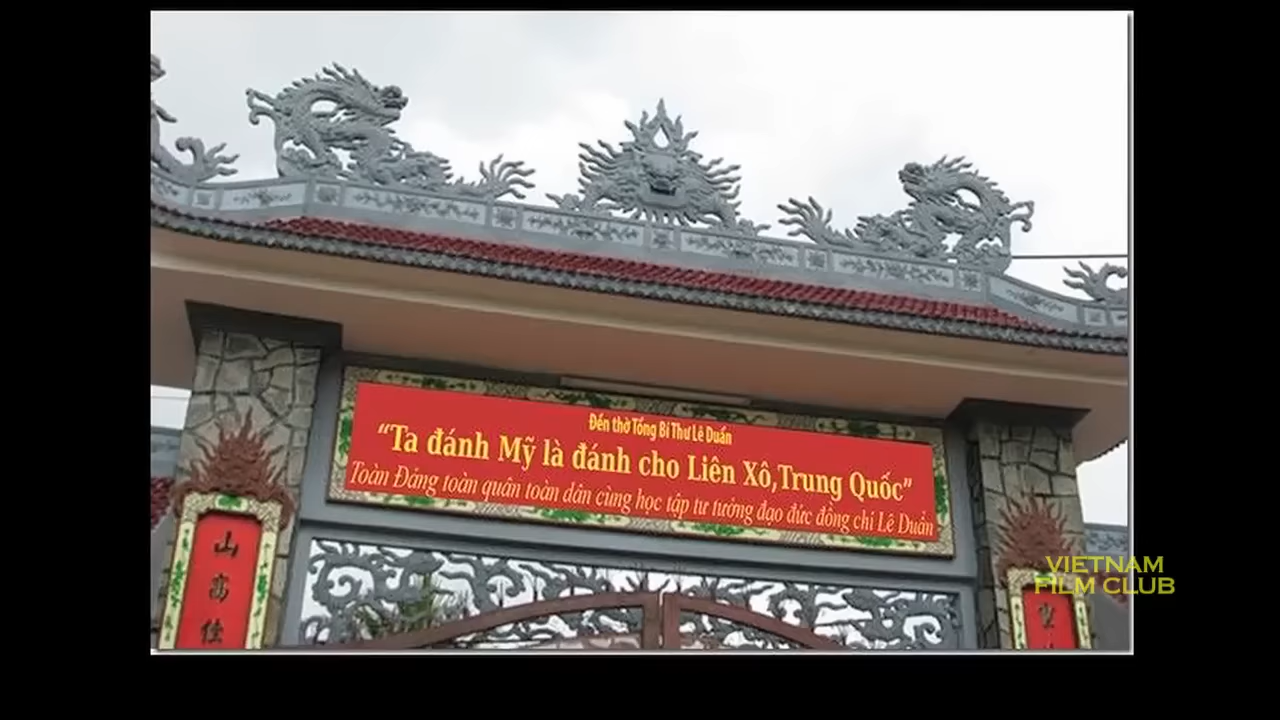 Đền thờ Tổng Bí Thư Lê Duẩn
“Ta đánh Mỹ là đánh cho Liên Xô,Trung Quốc”
Toàn Đảng toàn quân toàn dân cùng học tập tư tưởng đạo đức đồng chí Lê Duẩn
山
高
VIETNAM
FILM CLUB